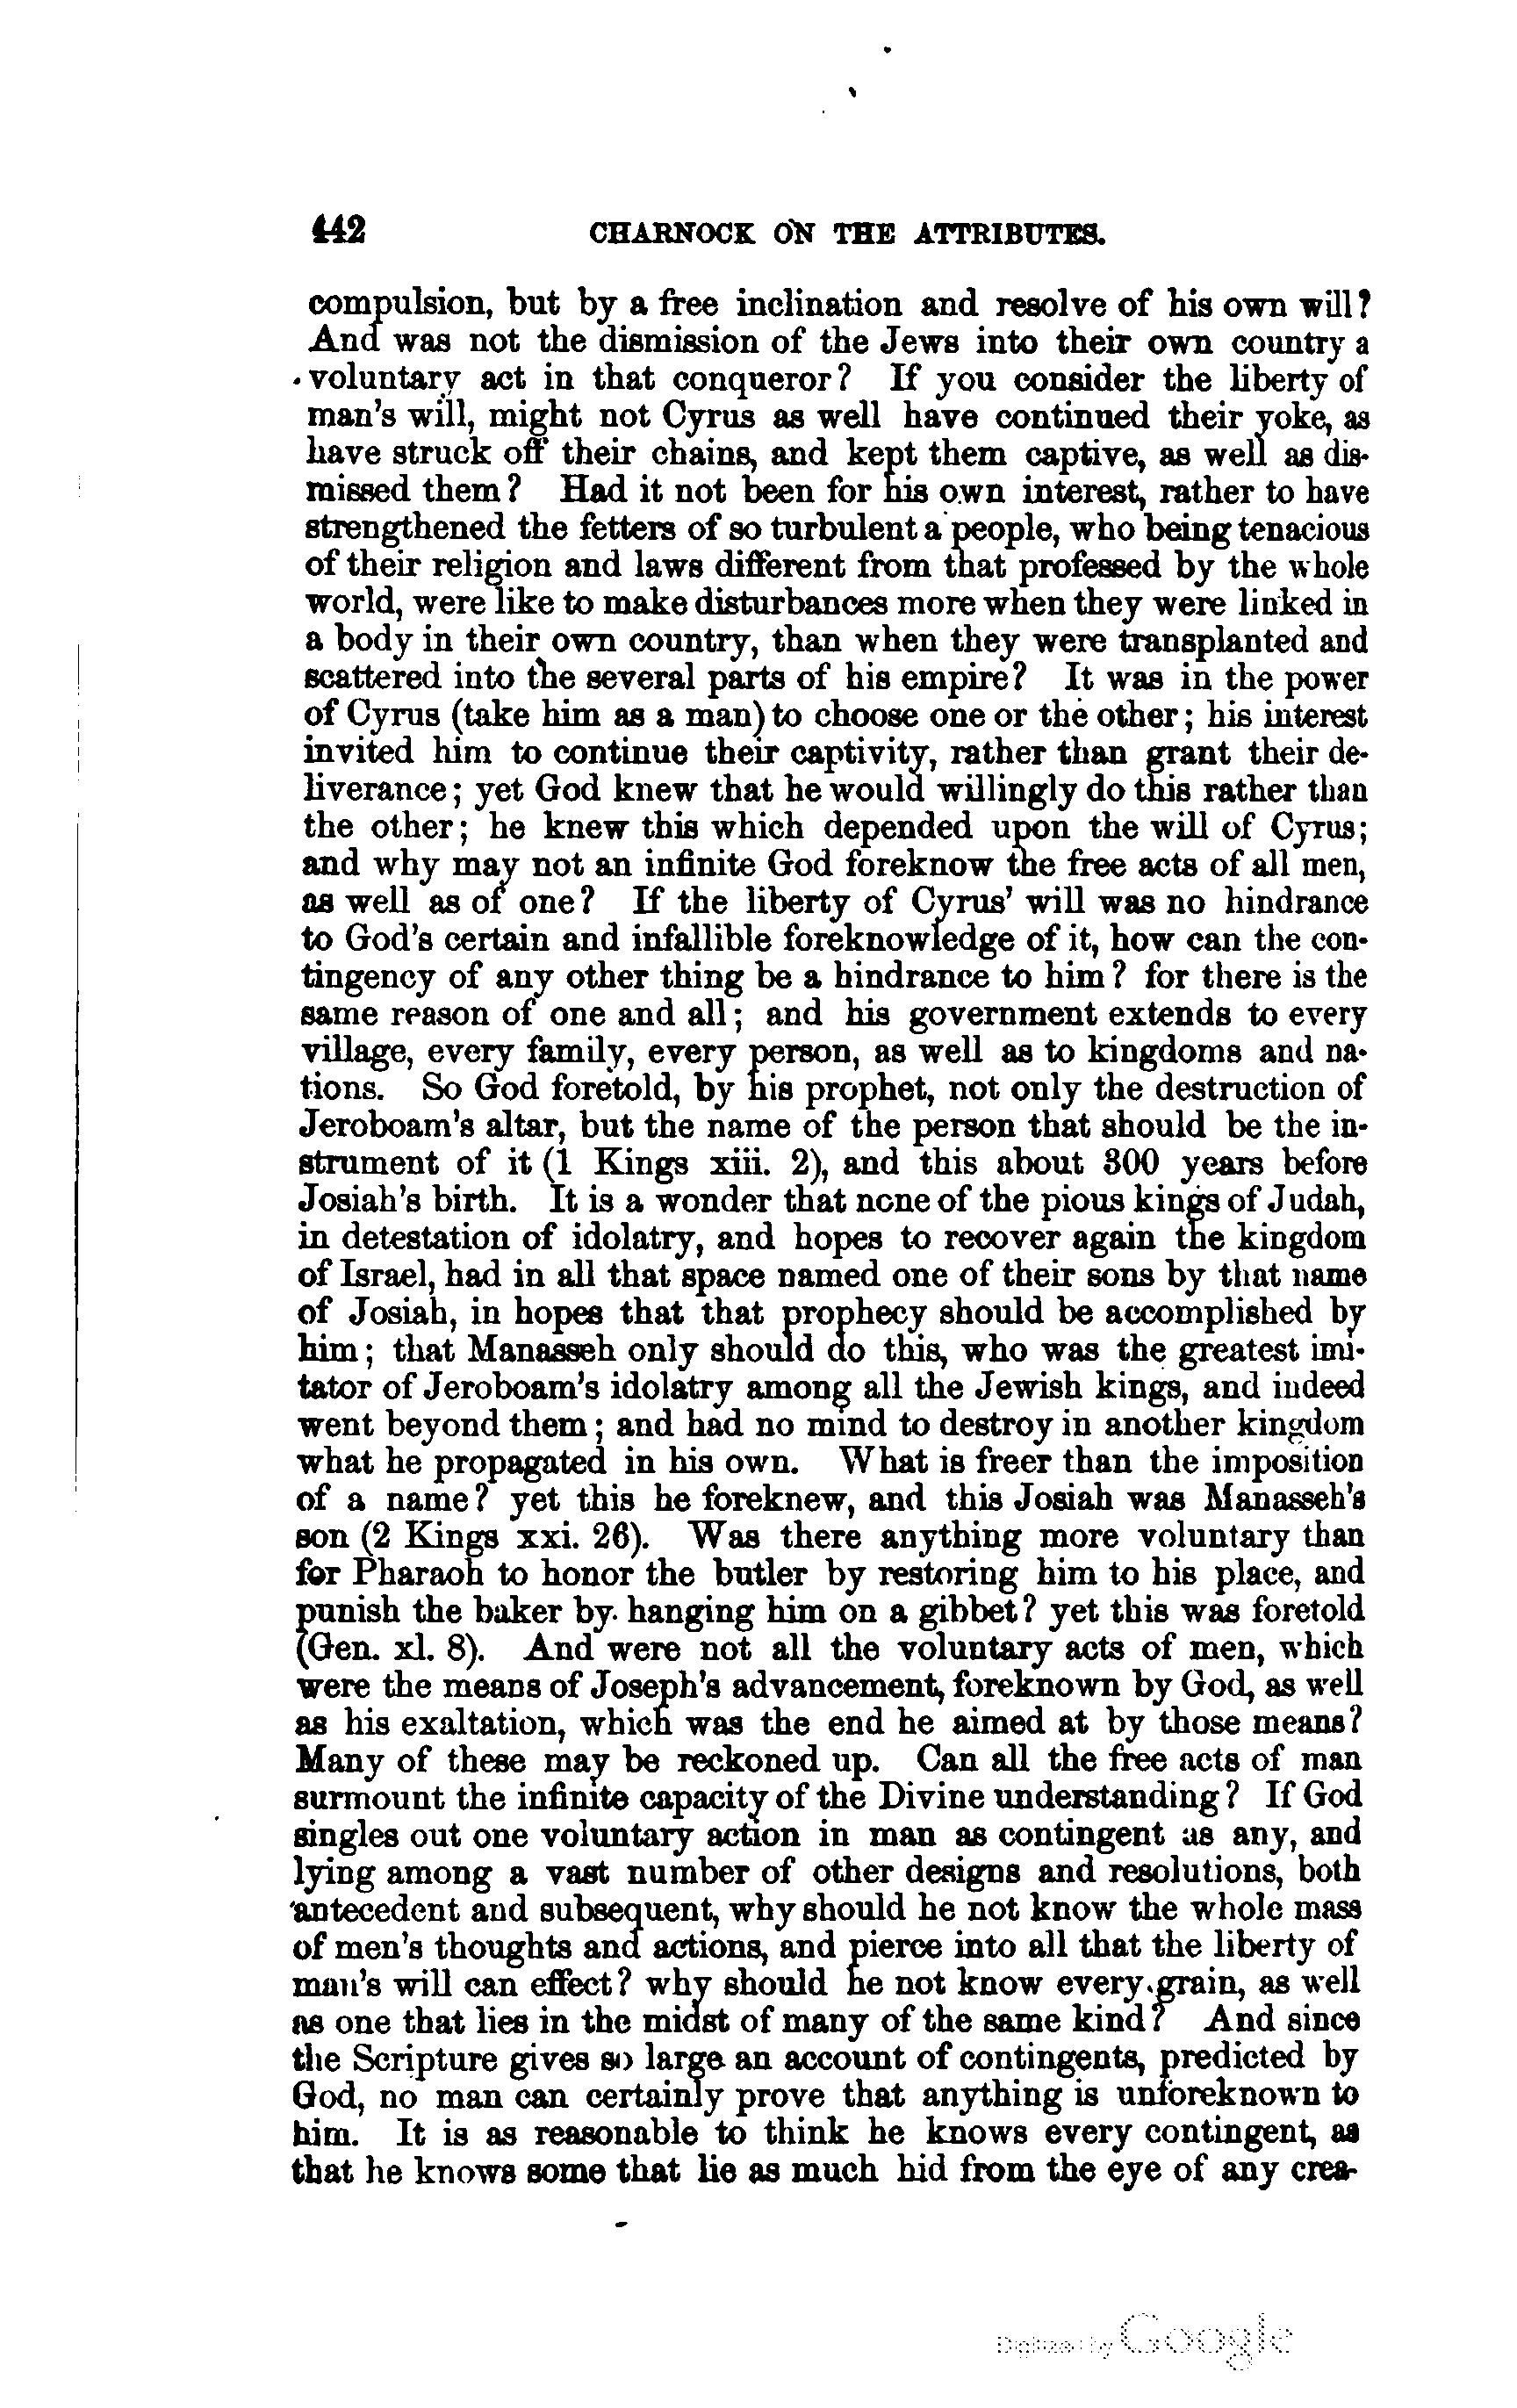 442 CHARNOCK ON THE ATTRIBUTES.
compulsion, but by a free inclination and resolve of his own will?
And was not the dismission of the Jews into their own country a
voluntary act in that conqueror? If you consider the liberty of
man's will, might not Cyrus as well have continued their yoke, as
have struck off their chains, and kept them captive, as well as dis-
missed them? Had it not been for his own interest, rather to have
strengthened the fetters of so turbulent a people, who being tenacious
of their religion and laws different from that professed by the whole
world, were like to make disturbances more when they were linked in
a body in their own country, than when they were transplanted and
scattered into the several parts of his empire? It was in the power
of Cyrus (take him as a man) to choose one or the other; his interest
invited him to continue their captivity, rather than grant their de-
liverance; yet God knew that he would willingly do this rather than
the other; he knew this which depended upon the will of Cyrus;
and why may not an infinite God foreknow the free acts of all men,
as well as of one? If the liberty of Cyrus' will was no hindrance
to God's certain and infallible foreknowledge of it, how can the con-
tingency of any other thing be a hindrance to him? for there is the
same reason of one and all; and his government extends to every
village, every family, every person, as well as to kingdoms and na-
tions. So God foretold, by his prophet, not only the destruction of
Jeroboam's altar, but the name of the person that should be the in-
strument of it (1 Kings xiii. 2), and this about 300 years before
Josiah's birth. It is a wonder that none of the pious kings of Judah,
in detestation of idolatry, and hopes to recover again the kingdom
of Israel, had in all that space named one of their sons by that name
of Josiah, in hopes that that prophecy should be accomplished by
him; that Manasseh only should do this, who was the greatest imi-
tator of Jeroboam's idolatry among all the Jewish kings, and indeed
went beyond them; and had no mind to destroy in another kingdom
what he propagated in his own. What is freer than the imposition
of a name? yet this he foreknew, and this Josiah was Manasseh's
son (2 Kings xxi. 26). Was there anything more voluntary than
for Pharaoh to honor the butler by restoring him to his place, and
punish the baker by hanging him on a gibbet? yet this was foretold
(Gen. xl. 8). And were not all the voluntary acts of men, which
were the means of Joseph's advancement, foreknown by God, as well
as his exaltation, which was the end he aimed at by those means?
Many of these may be reckoned up. Can all the free acts of man
surmount the infinite capacity of the Divine understanding? If God
singles out one voluntary action in man as contingent as any, and
lying among a vast number of other designs and resolutions, both
antecedent and subsequent, why should he not know the whole mass
of men's thoughts and actions, and pierce into all that the liberty of
man's will can effect? why should he not know every grain, as well
as one that lies in the midst of many of the same kind? And since
the Scripture gives so large an account of contingents, predicted by
God, no man can certainly prove that anything is unforeknown to
him. It is as reasonable to think he knows every contingent, as
that he knows some that lie as much hid from the eye of any crea-
Digitized by Google